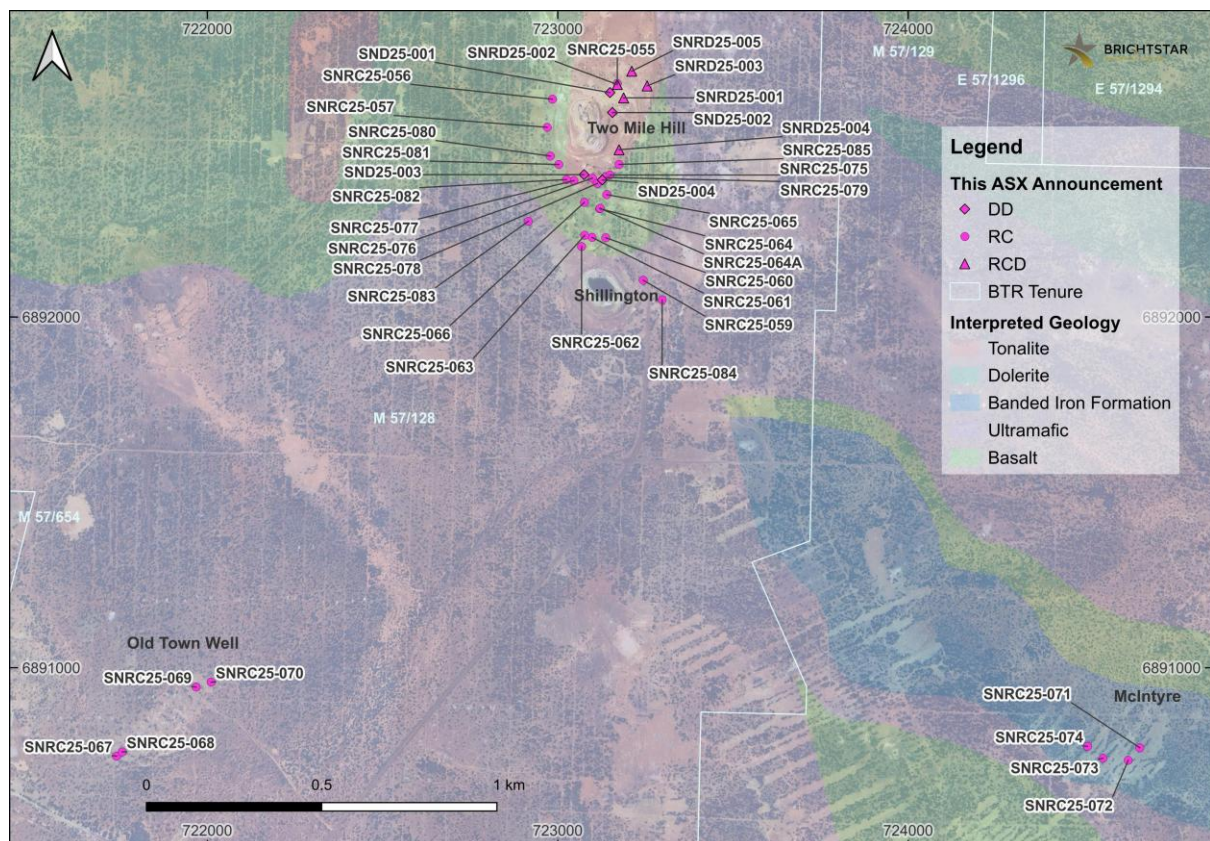 722000
723000
724000
M 57/129
BRIGHTSTAR
E 57/1296
E 57/1294
SND25-001
SNRD25-002
SNRC25-055
SNRD25-005
SNRC25-056
SNRD25-003
SNRC25-057
SNRD25-001
SNRC25-080
Two Mile Hill
SND25-002
SNRC25-081
SNRD25-004
SND25-003
SNRC25-085
SNRC25-082
SNRC25-075
SNRC25-079
SNRC25-077
SND25-004
SNRC25-076
SNRC25-065
SNRC25-078
SNRC25-064
SNRC25-083
SNRC25-064A
SNRC25-066
SNRC25-060
SNRC25-063
SNRC25-061
Shillington
SNRC25-059
SNRC25-062
SNRC25-084
6892000
6892000
Legend
This ASX Announcement
DD
RC
RCD
BTR Tenure
Interpreted Geology
Tonalite
Dolerite
Banded Iron Formation
Ultramafic
Basalt
M 57/128
M 57/654
Old Town Well
6891000
6891000
SNRC25-069
SNRC25-070
SNRC25-067
SNRC25-068
SNRC25-071
McIntyre
SNRC25-074
SNRC25-073
SNRC25-072
0
0.5
1 km
722000
723000
724000